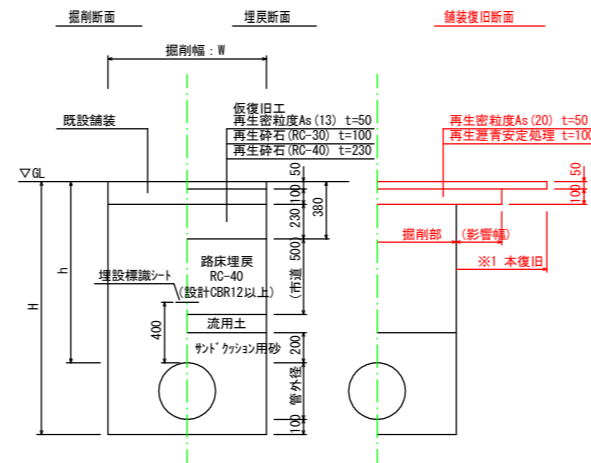 掘削断面
埋戻断面
舗装復旧断面
掘削幅：W
仮復旧工
再生密粒度As(13) t=50
再生砕石(RC-30) t=100
再生砕石(RC-40) t=230
既設舗装
再生密粒度As(20) t=50
再生瀝青安定処理 t=100
▽GL
50
100
230
380
50
100
掘削部
(影響幅)
※1 本復旧
h
H
路床埋戻
RC-40
(設計CBR12以上)
(市道 500)
埋設標識シート
400
流用土
サンドクッション用砂
200
管外径
100